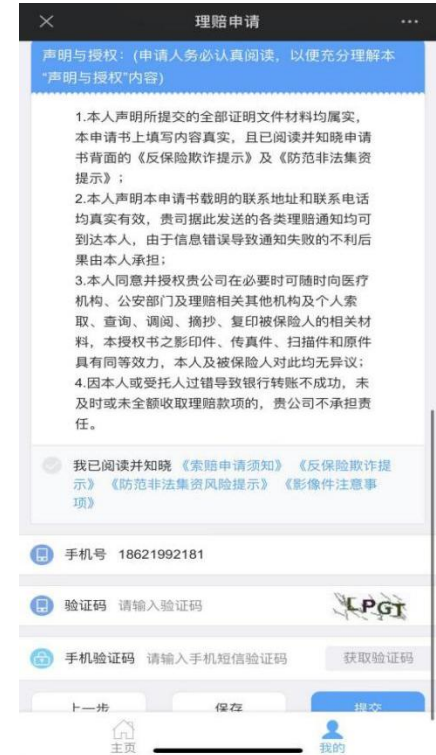 理赔申请
声明与授权：(申请人务必认真阅读，以便充分理解本
“声明与授权”内容)
1.本人声明所提交的全部证明文件材料均属实，
本申请书上填写内容真实，且已阅读并知晓申请
书背面的《反保险欺诈提示》及《防范非法集资
提示》；
2.本人声明本申请书载明的联系地址和联系电话
均真实有效，贵司据此发送的各类理赔通知均可
到达本人，由于信息错误导致通知失败的不利后
果由本人承担；
3.本人同意并授权贵公司在必要时可随时向医疗
机构、公安部门及理赔相关其他机构及个人索
取、查询、调阅、摘抄、复印被保险人的相关材
料，本授权书之影印件、传真件、扫描件和原件
具有同等效力，本人及被保险人对此均无异议；
4.因本人或受托人过错导致银行转账不成功，未
及时或未全额收取理赔款项的，贵公司不承担责
任。
我已阅读并知晓 《索赔申请须知》 《反保险欺诈提
示》 《防范非法集资风险提示》 《影像件注意事
项》
手机号 18621992181
验证码 请输入验证码 LPGT
手机验证码 请输入手机短信验证码 获取验证码
上一步 保存 提交
主页 我的